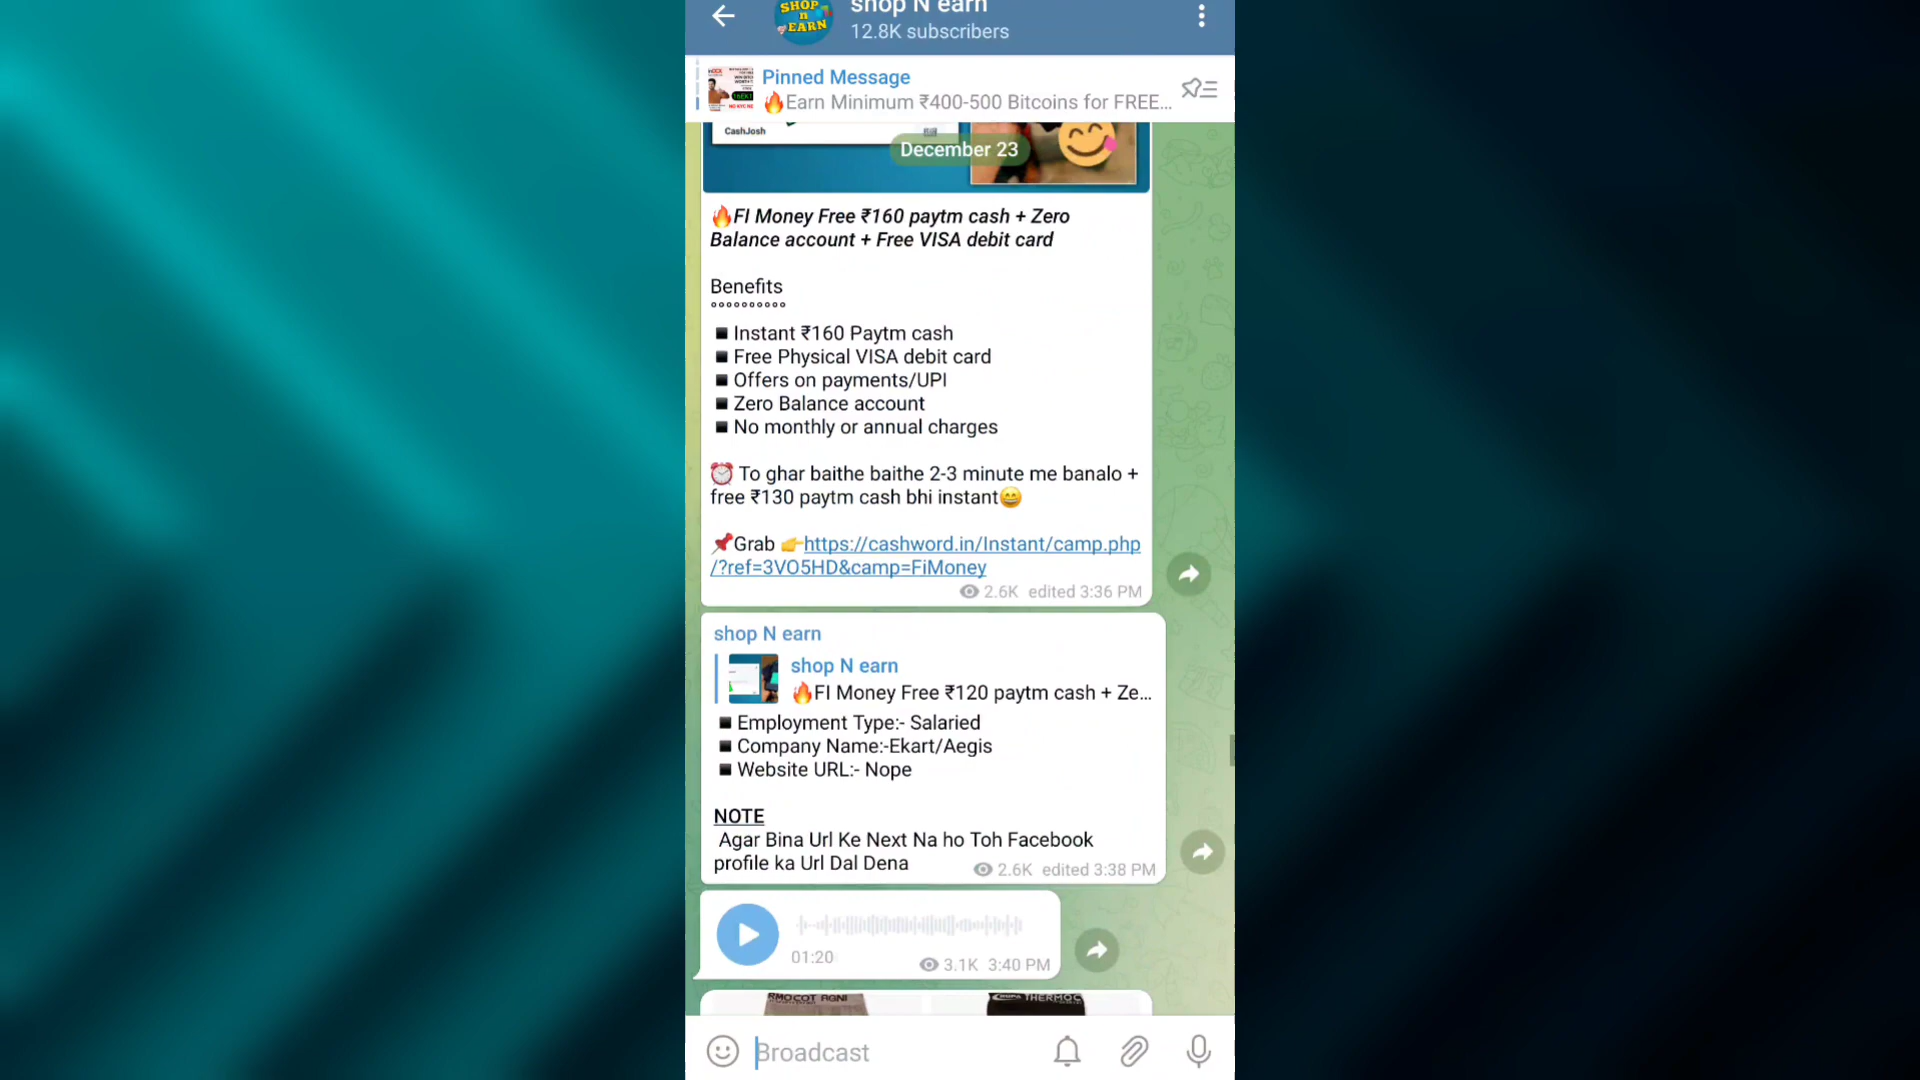 SHOP
n
EARN
shop N earn
12.8K subscribers
Pinned Message
🔥Earn Minimum ₹400-500 Bitcoins for FREE...
CashJosh
December 23
🔥FI Money Free ₹160 paytm cash + Zero
Balance account + Free VISA debit card
Benefits
▪️Instant ₹160 Paytm cash
▪️Free Physical VISA debit card
▪️Offers on payments/UPI
▪️Zero Balance account
▪️No monthly or annual charges
⏰ To ghar baithe baithe 2-3 minute me banalo +
free ₹130 paytm cash bhi instant😄
📌Grab 👉https://cashword.in/Instant/camp.php
/?ref=3VO5HD&camp=FiMoney
2.6K edited 3:36 PM
shop N earn
shop N earn
🔥FI Money Free ₹120 paytm cash + Ze...
▪️Employment Type:- Salaried
▪️Company Name:-Ekart/Aegis
▪️Website URL:- Nope
NOTE
Agar Bina Url Ke Next Na ho Toh Facebook
profile ka Url Dal Dena
2.6K edited 3:38 PM
01:20
3.1K 3:40 PM
RMOCOT AGNI
RUPA THERMOC
Broadcast